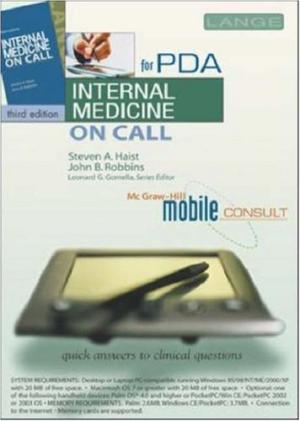 LANGE
INTERNAL
MEDICINE
ON CALL
for PDA
third edition
INTERNAL
MEDICINE
ON CALL
Steven A. Haist
John B. Robbins
Leonard G. Gomella, Series Editor
Mc Graw-Hill
mobile CONSULT
quick answers to clinical questions
SYSTEM REQUIREMENTS: Desktop or Laptop PC-compatible running Windows 95/98/NT/ME/2000/XP
with 20 MB of free space. • Macintosh OS 7 or greater with 20 MB of free space. • Optional one
of the following handheld devices: Palm OS® 4.0 and higher or PocketPC/Win CE, PocketPC 2002
or 2003 OS • MEMORY REQUIREMENTS: Palm: 2.6MB, Windows CE/PocketPC: 3.7MB. • Connection
to the Internet · Memory cards are supported.